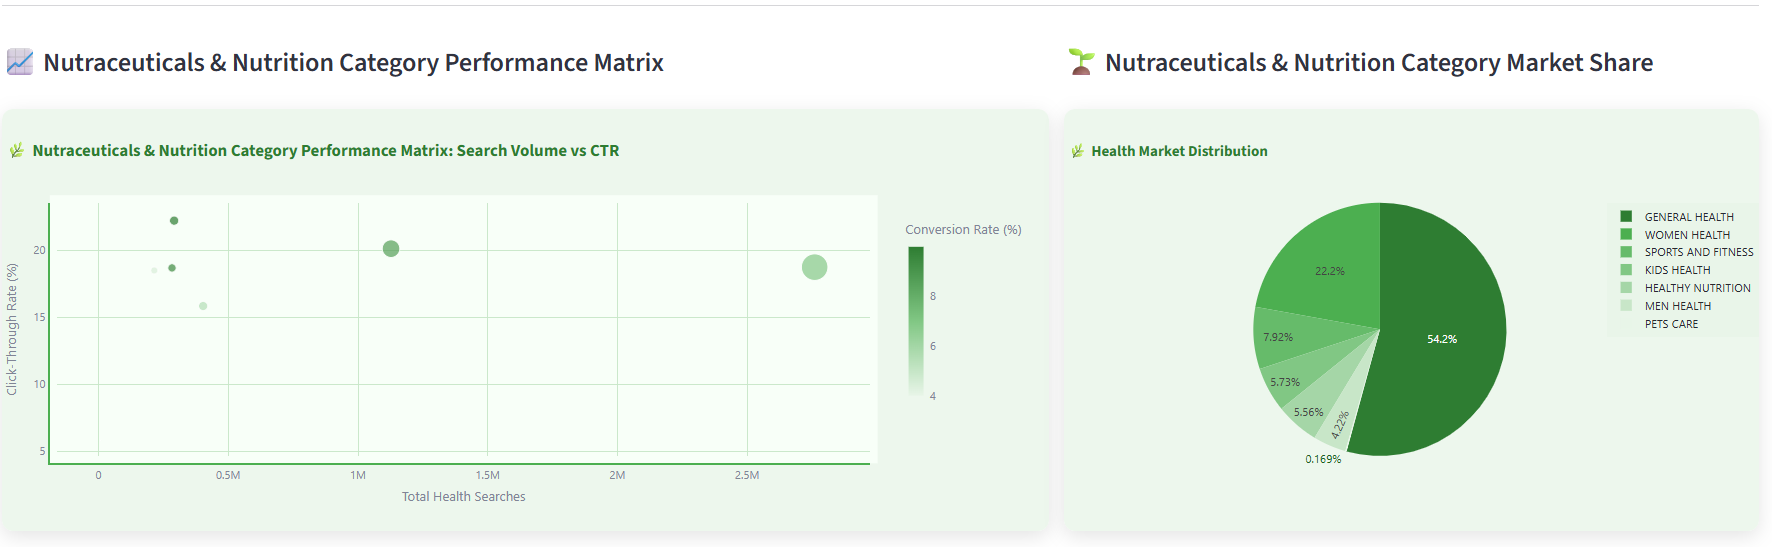 Nutraceuticals & Nutrition Category Performance Matrix
Nutraceuticals & Nutrition Category Performance Matrix: Search Volume vs CTR
Click-Through Rate (%)
20
15
10
5
0
0.5M
1M
1.5M
2M
2.5M
Total Health Searches
Conversion Rate (%)
8
6
4
Nutraceuticals & Nutrition Category Market Share
Health Market Distribution
22.2%
7.92%
5.73%
5.56%
4.22%
0.169%
54.2%
GENERAL HEALTH
WOMEN HEALTH
SPORTS AND FITNESS
KIDS HEALTH
HEALTHY NUTRITION
MEN HEALTH
PETS CARE